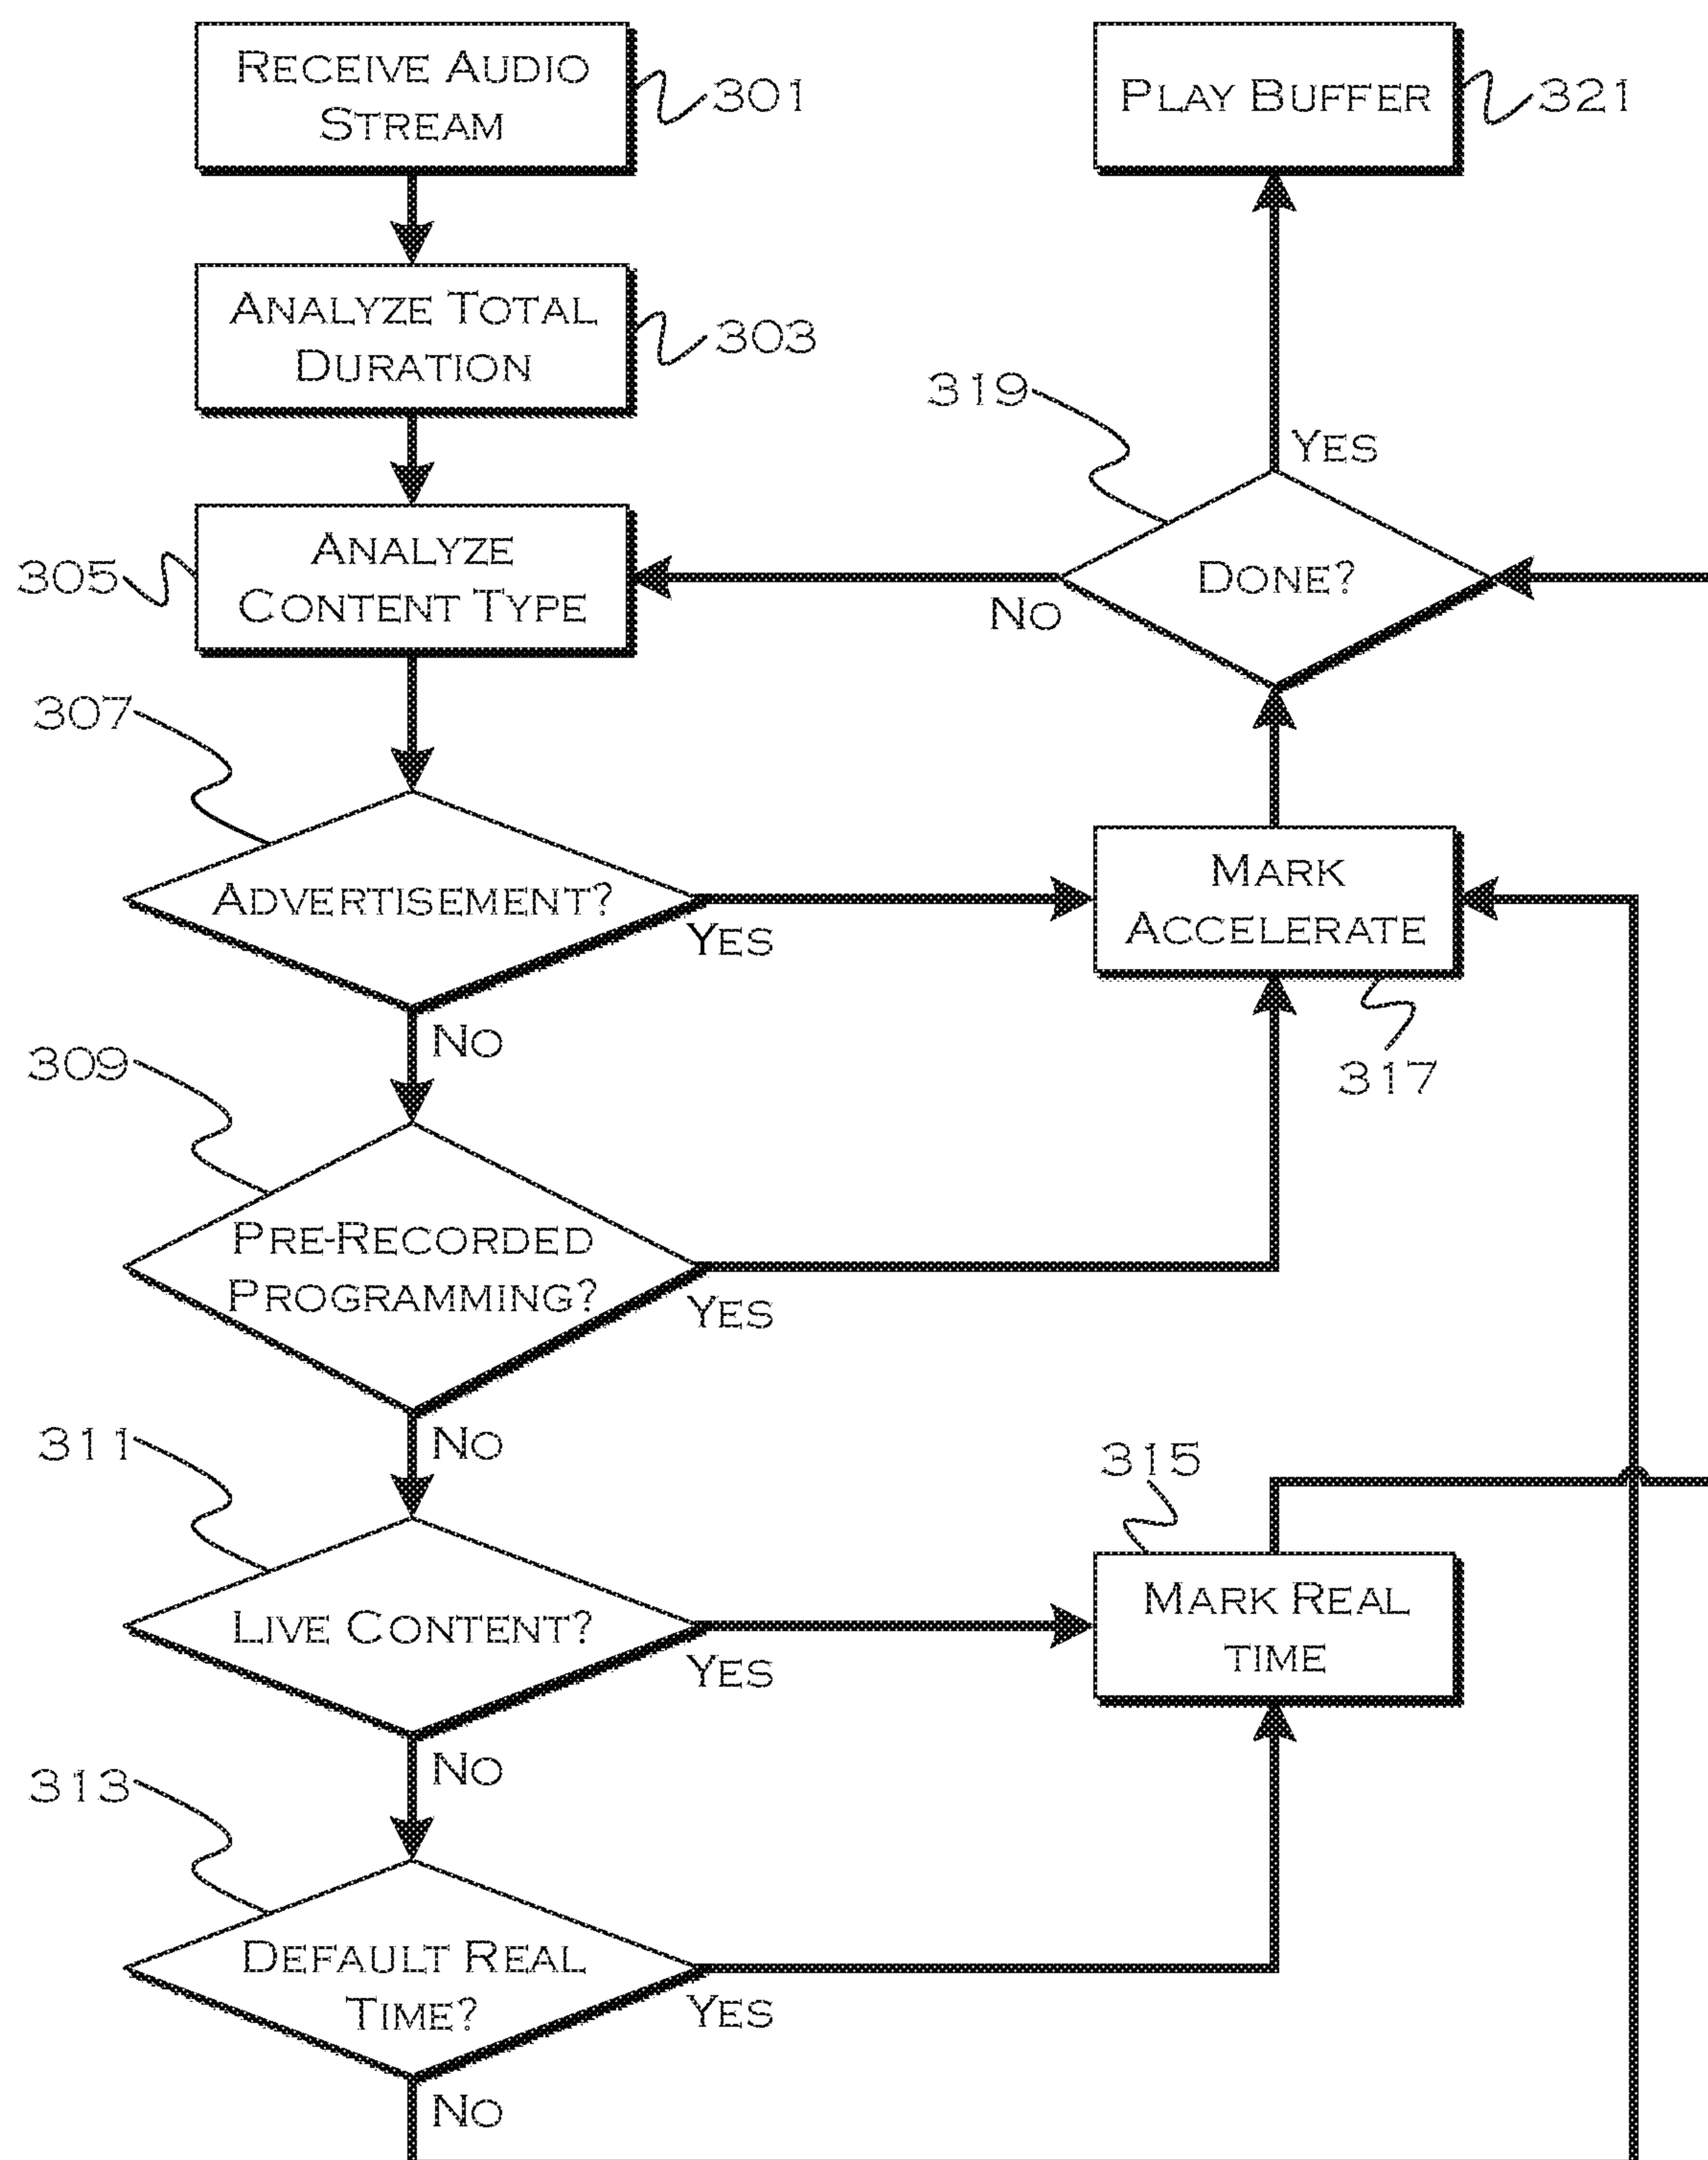 RECEIVE AUDIO
STREAM
301
ANALYZE TOTAL
DURATION
303
ANALYZE
CONTENT TYPE
305
ADVERTISEMENT?
307
YES
NO
PRE-RECORDED
PROGRAMMING?
309
YES
NO
LIVE CONTENT?
311
YES
NO
DEFAULT REAL
TIME?
313
YES
NO
MARK REAL
TIME
315
MARK
ACCELERATE
317
DONE?
319
NO
YES
PLAY BUFFER
321